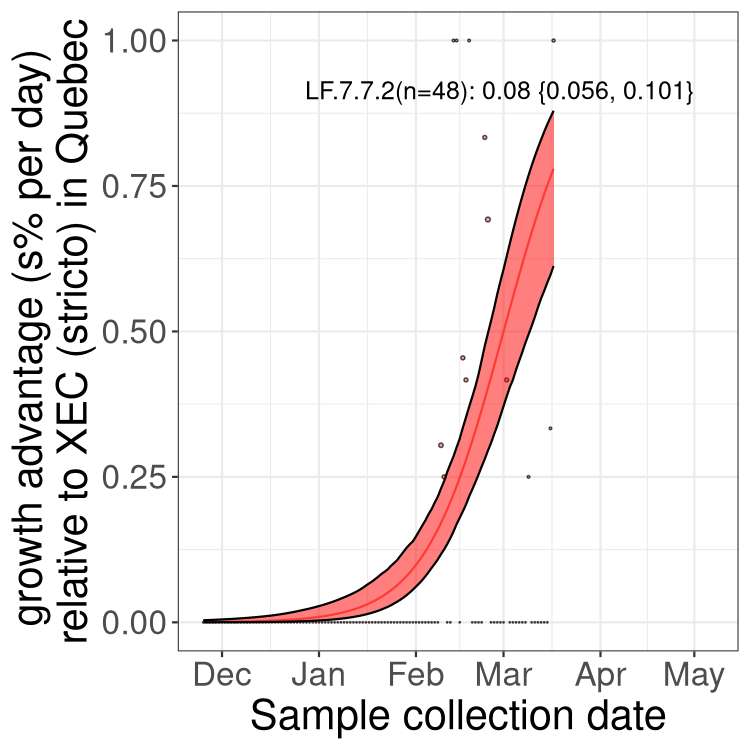 growth advantage (s% per day)
relative to XEC (stricto) in Quebec
1.00
0.75
0.50
0.25
0.00
LF.7.7.2(n=48): 0.08 {0.056, 0.101}
Dec Jan Feb Mar Apr May
Sample collection date